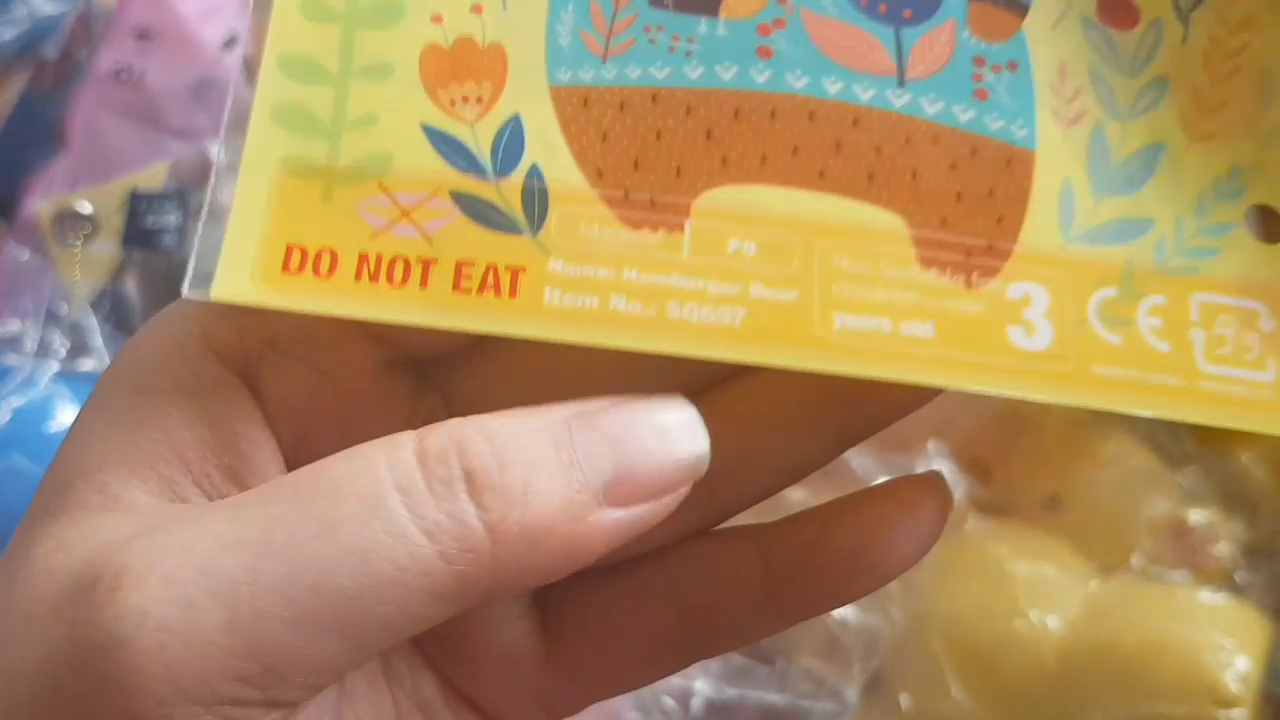 PU
DO NOT EAT
Name: Hamburger Bear
Item No.: SQ657
years old
3
CE